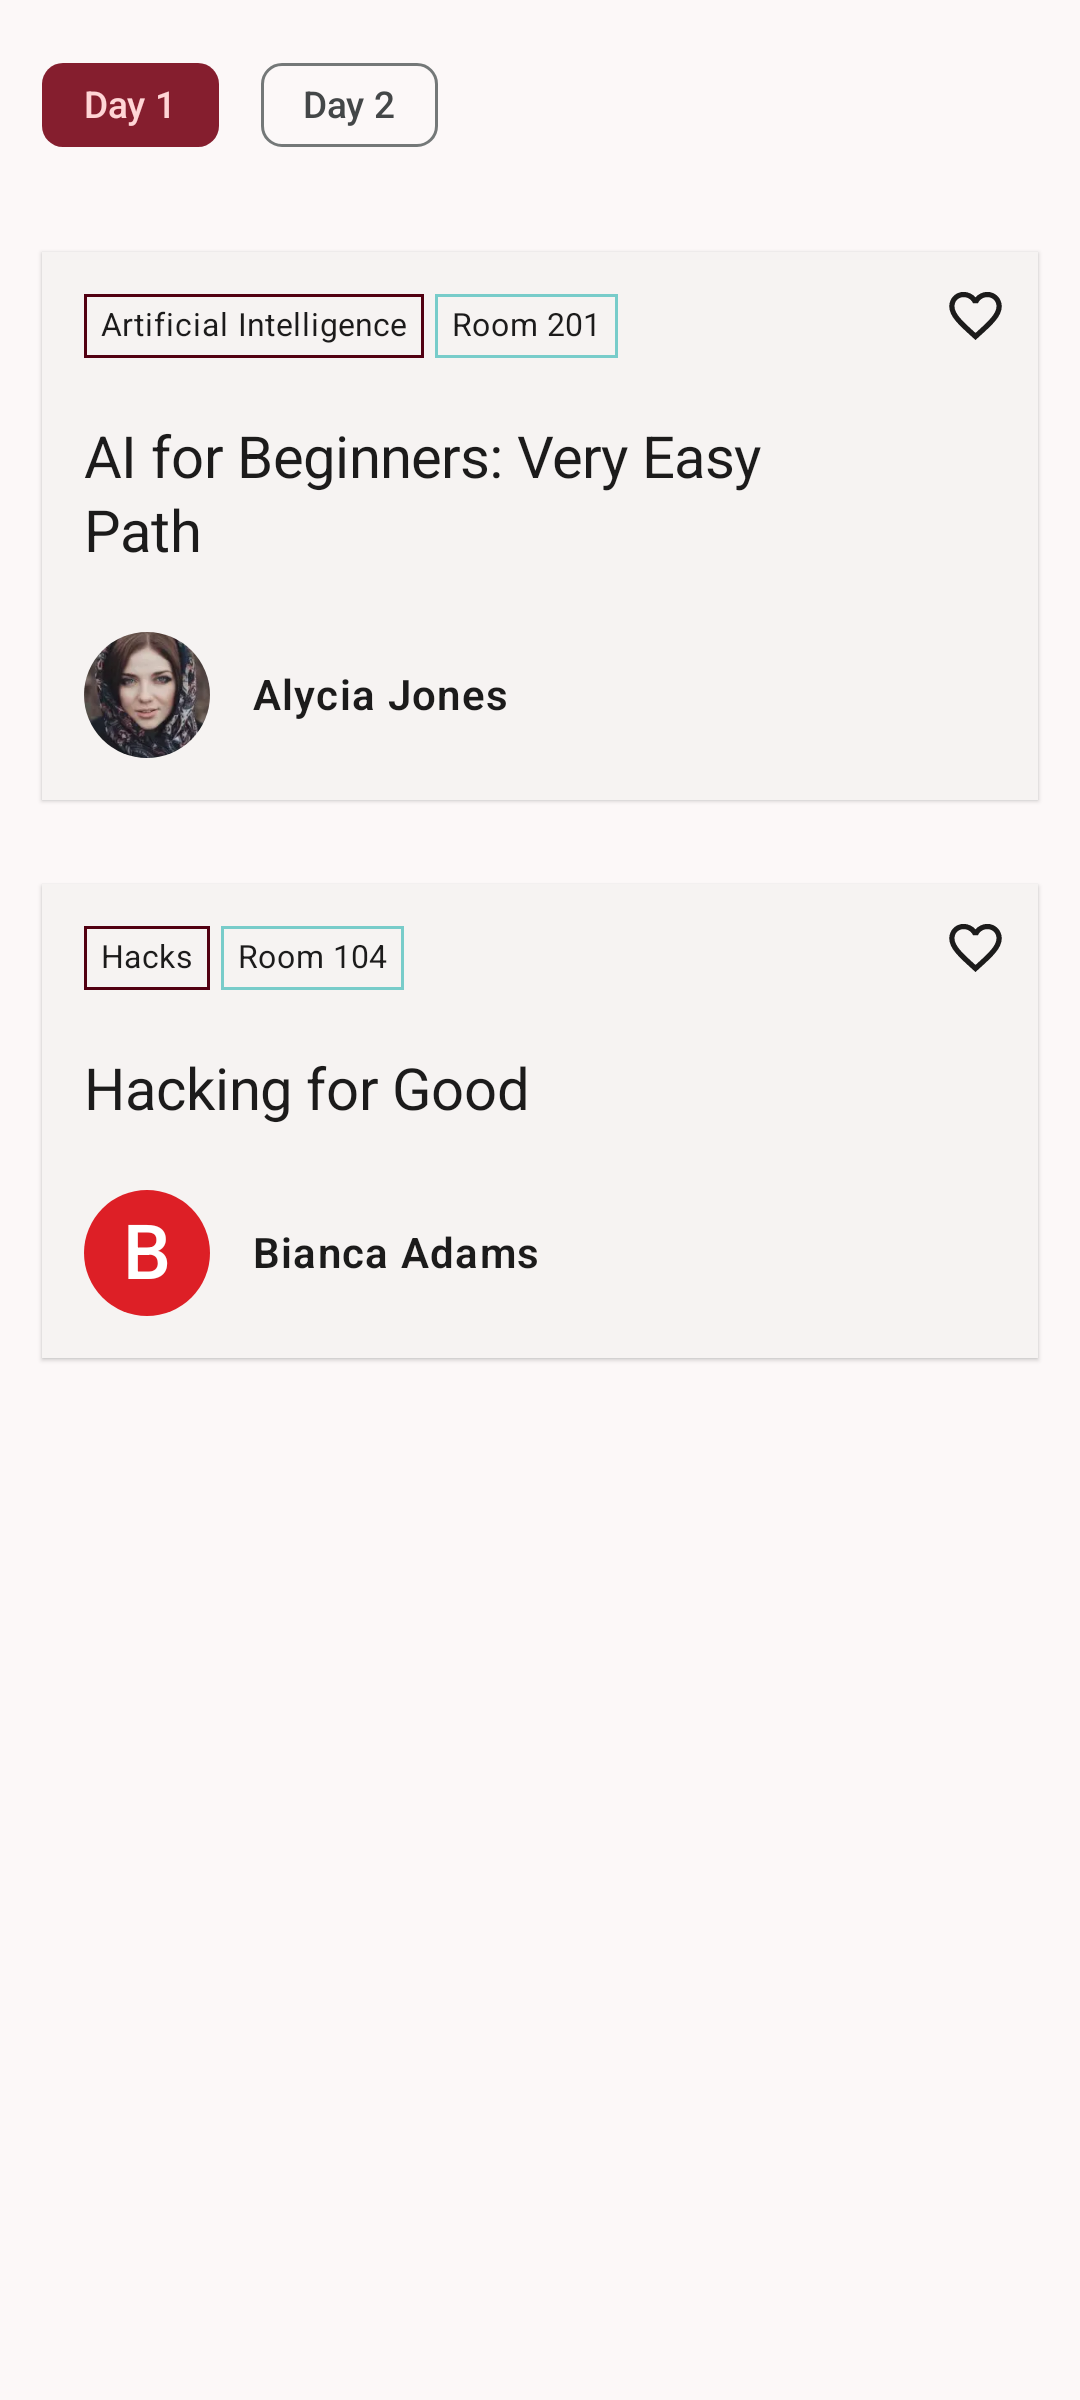 Day 1
Day 2
Artificial Intelligence
Room 201
AI for Beginners: Very Easy
Path
Alycia Jones
Hacks
Room 104
Hacking for Good
B
Bianca Adams